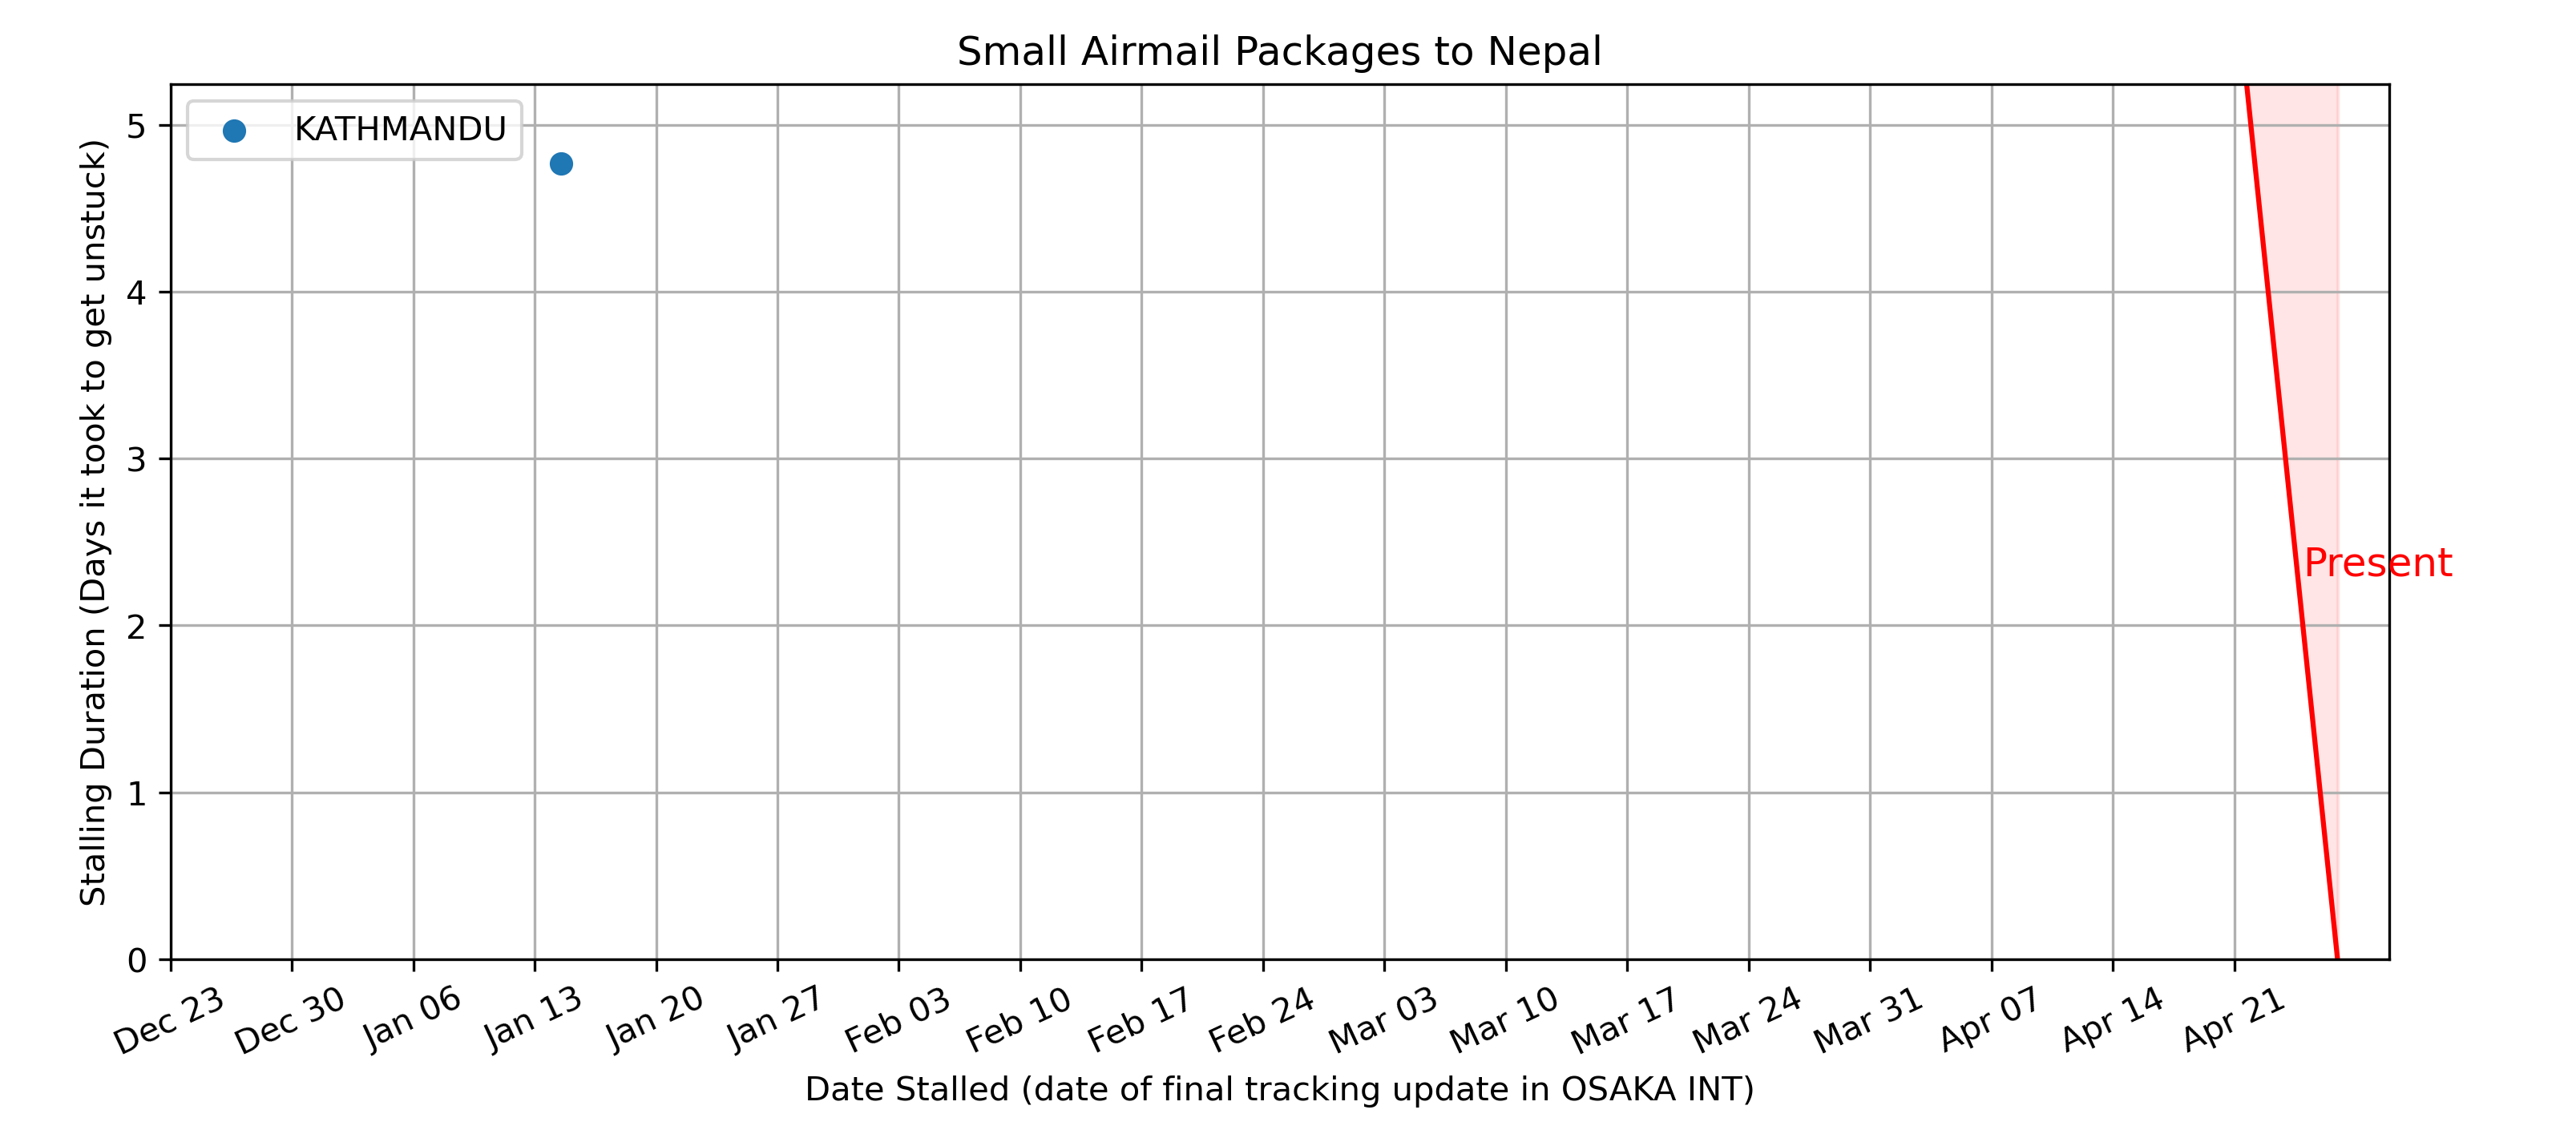 Small Airmail Packages to Nepal
KATHMANDU
Stalling Duration (Days it took to get unstuck)
5
4
3
2
1
0
Present
Dec 23
Dec 30
Jan 06
Jan 13
Jan 20
Jan 27
Feb 03
Feb 10
Feb 17
Feb 24
Mar 03
Mar 10
Mar 17
Mar 24
Mar 31
Apr 07
Apr 14
Apr 21
Date Stalled (date of final tracking update in OSAKA INT)